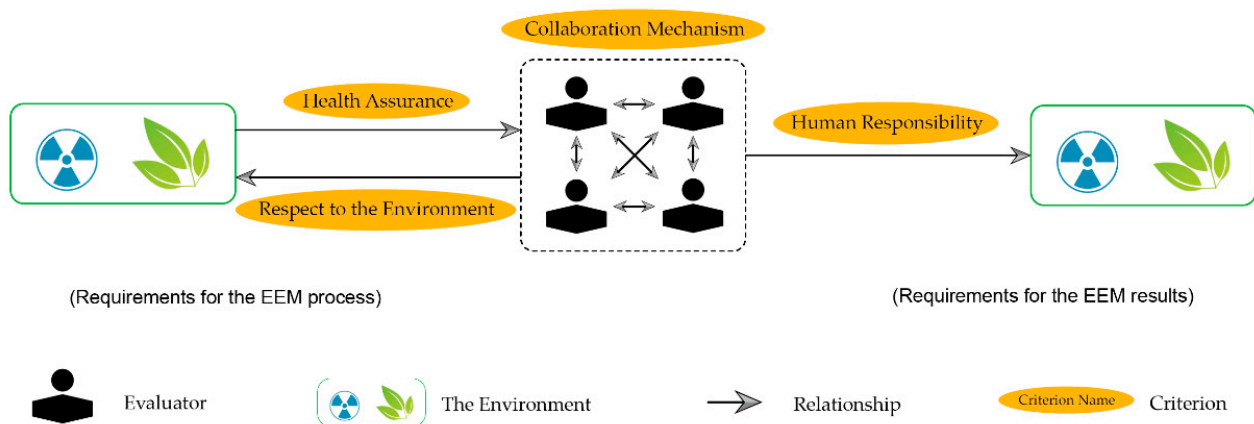 Collaboration Mechanism
Health Assurance
Human Responsibility
Respect to the Environment
(Requirements for the EEM process)
(Requirements for the EEM results)
Evaluator
The Environment
Relationship
Criterion Name
Criterion